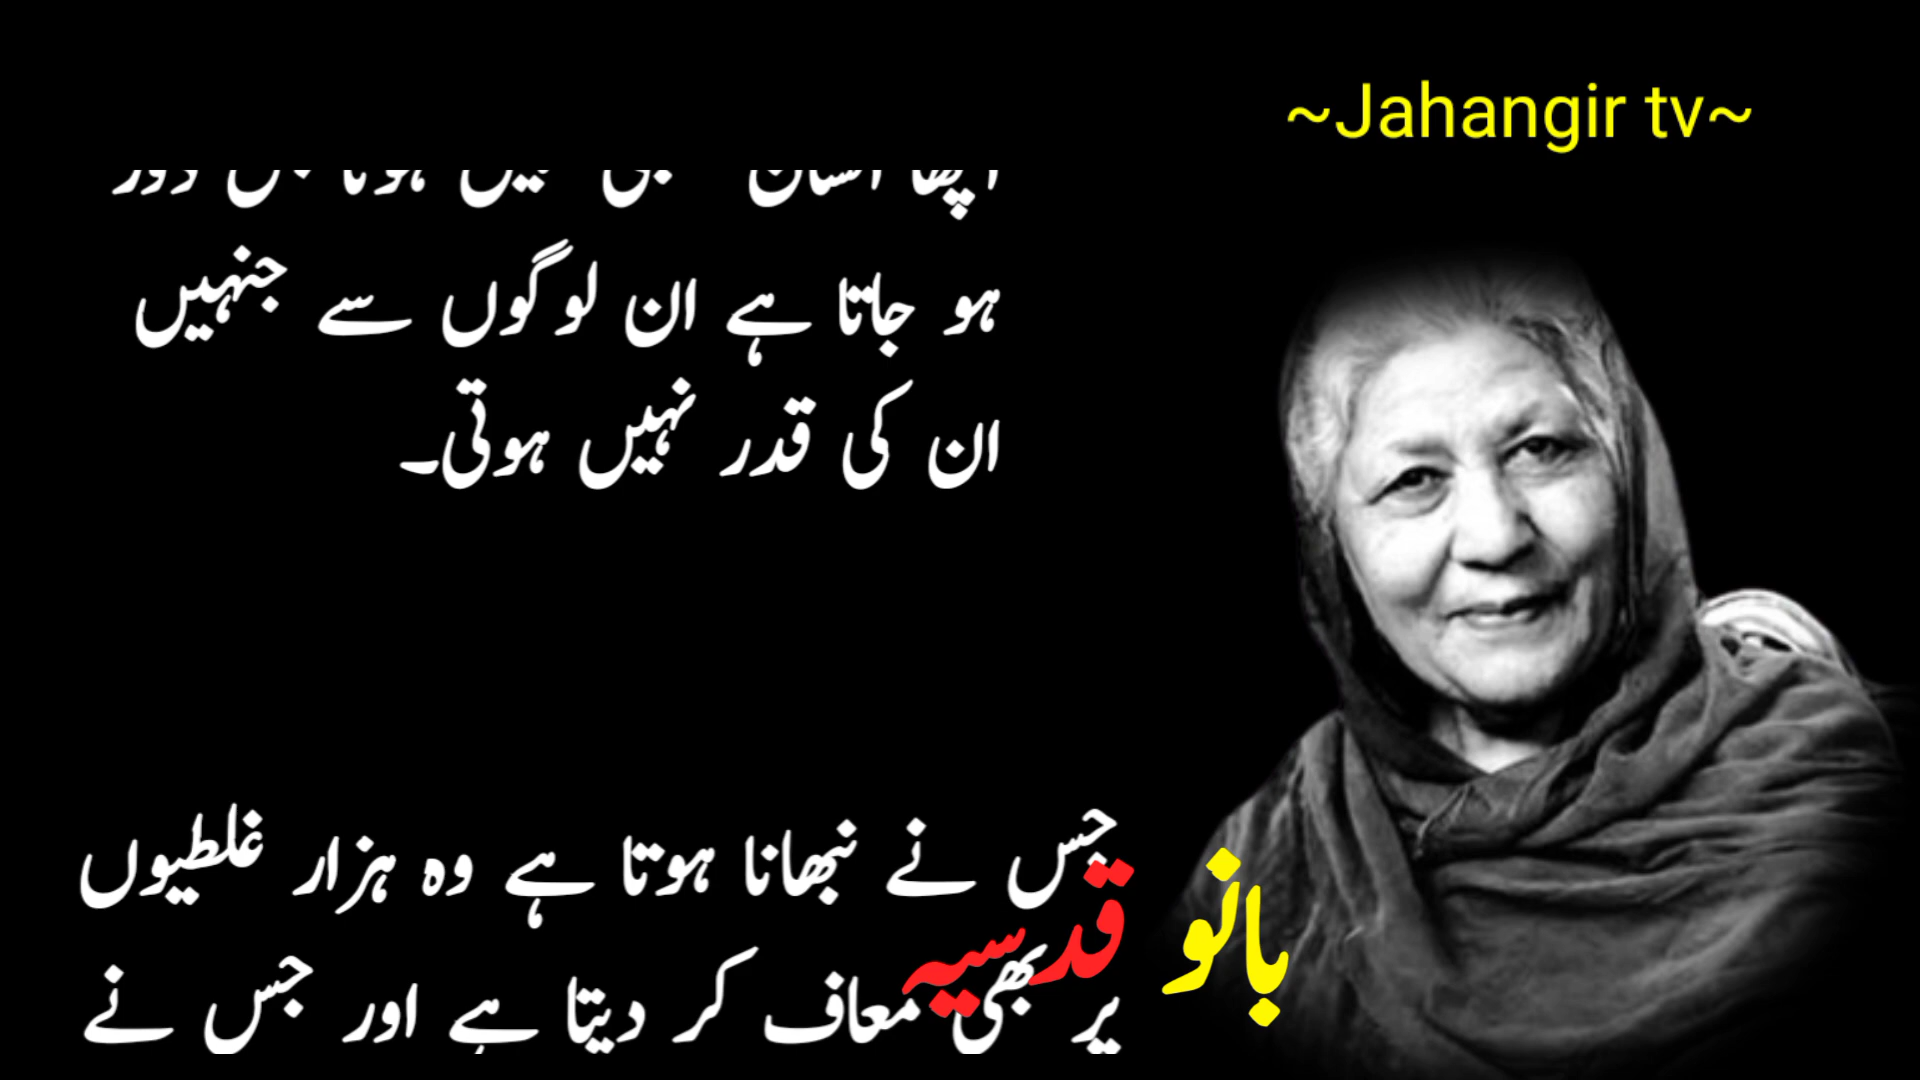 ~Jahangir tv~
ہو جاتا ہے ان لوگوں سے جنہیں
ان کی قدر نہیں ہوتی۔
جس نے نبھانا ہوتا ہے وہ ہزار غلطیوں
پر بھی معاف کر دیتا ہے اور جس نے
بانو قدسیہ